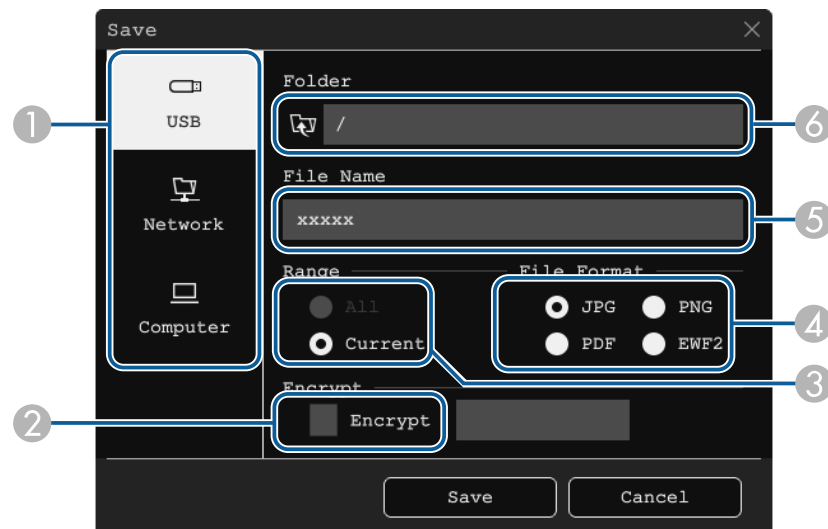 Save
USB
Network
Computer
Folder
/
File Name
xxxxx
Range
All
Current
File Format
JPG
PNG
PDF
EWF2
Encrypt
Encrypt
Save
Cancel
1
2
3
4
5
6